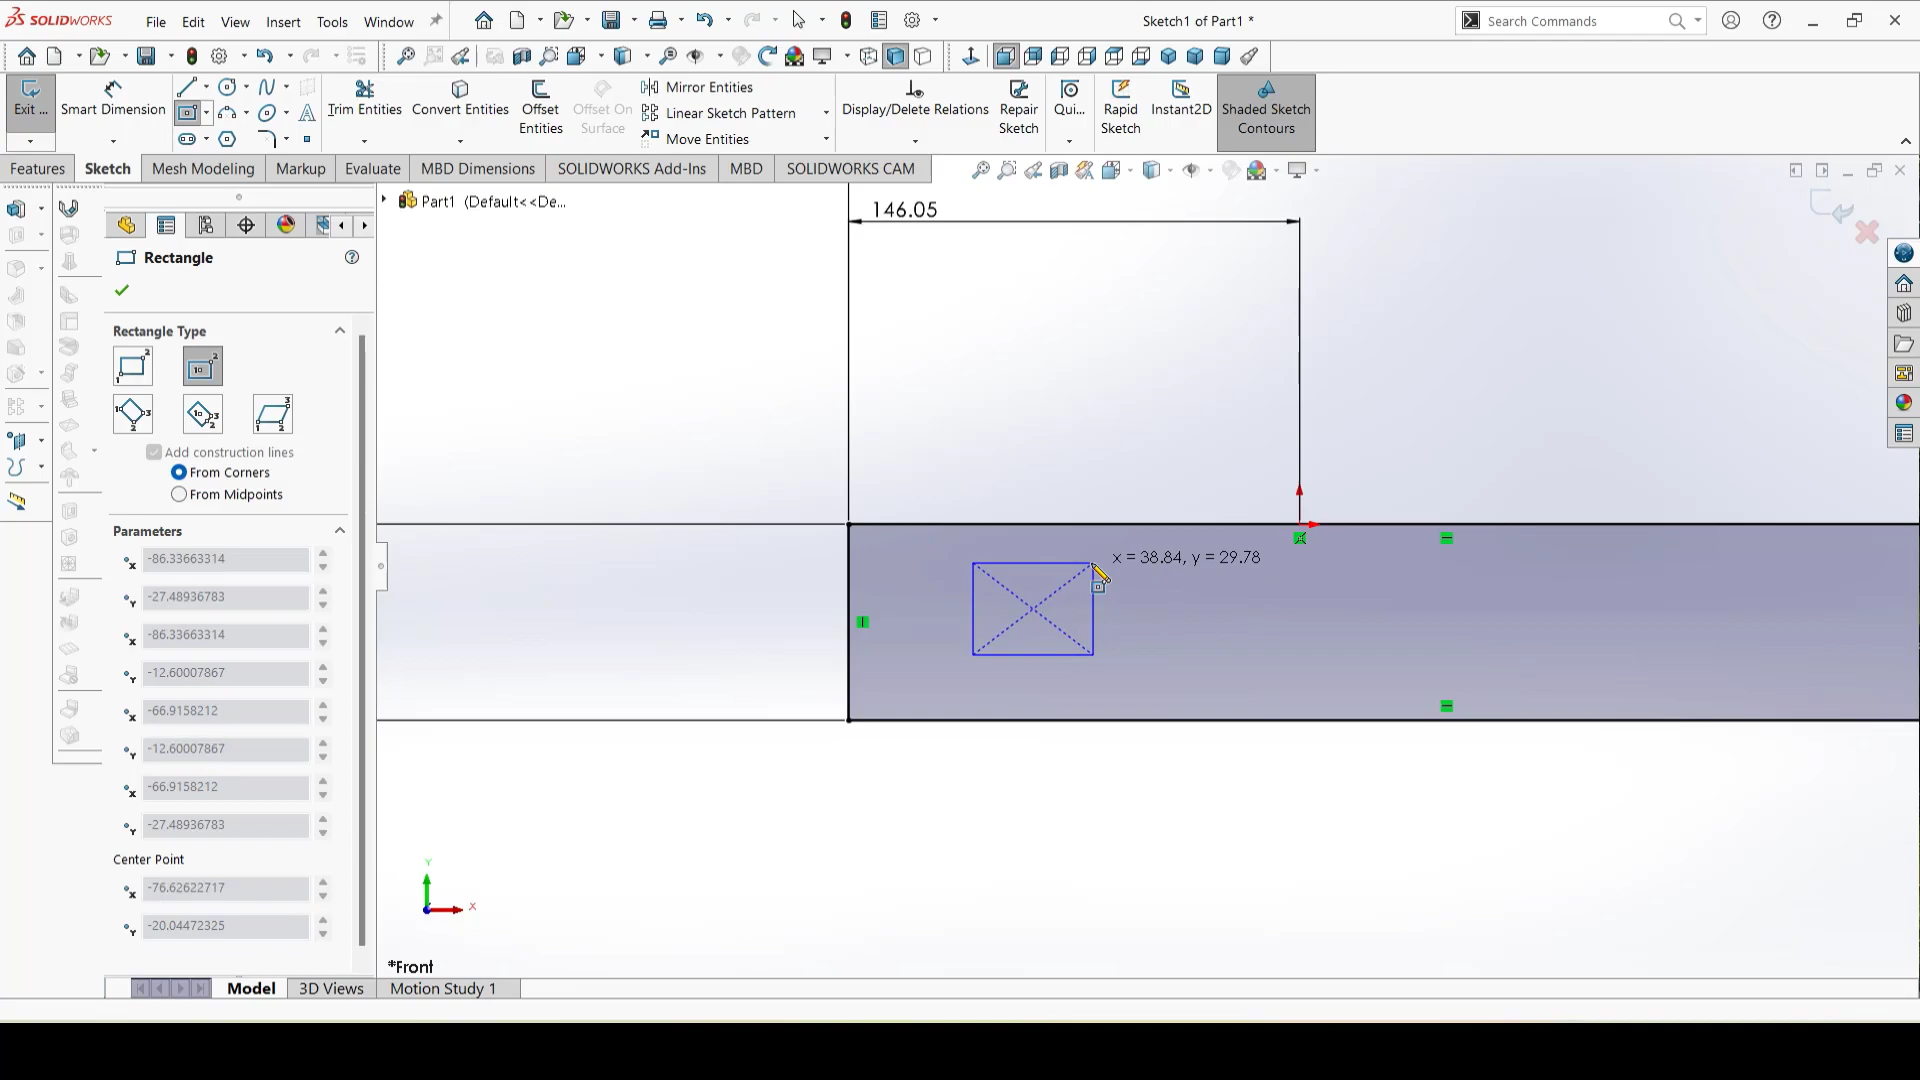 SOLIDWORKS File Edit View Insert Tools Window Sketch1 of Part1 * Search Commands
Exit ... Smart Dimension Trim Entities Convert Entities Offset Entities Offset On Surface Mirror Entities Display/Delete Relations Repair Sketch Qui... Rapid Sketch Instant2D Shaded Sketch Contours
Linear Sketch Pattern
Move Entities
Features Sketch Mesh Modeling Markup Evaluate MBD Dimensions SOLIDWORKS Add-Ins MBD SOLIDWORKS CAM
Part1 (Default<<De...
146.05
Rectangle
Rectangle Type
Add construction lines
From Corners
From Midpoints
Parameters
x = 38.84, y = 29.78
-86.33663314
-27.48936783
-86.33663314
-12.60007867
-66.9158212
-12.60007867
-66.9158212
-27.48936783
Center Point
-76.62622717
-20.04472325
Y
X
*Front
Model 3D Views Motion Study 1